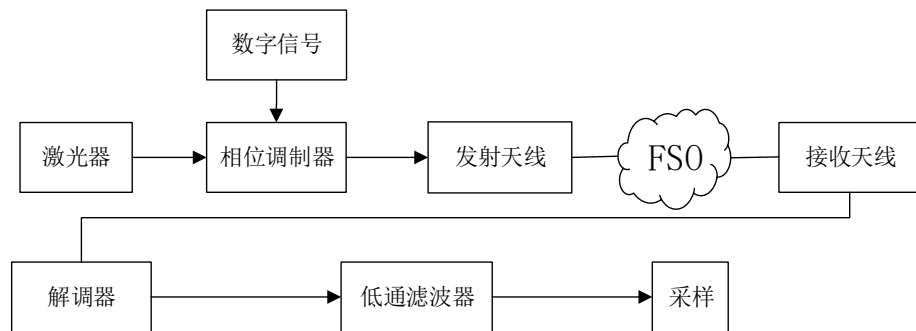 数字信号
激光器
相位调制器
发射天线
FSO
接收天线
解调器
低通滤波器
采样